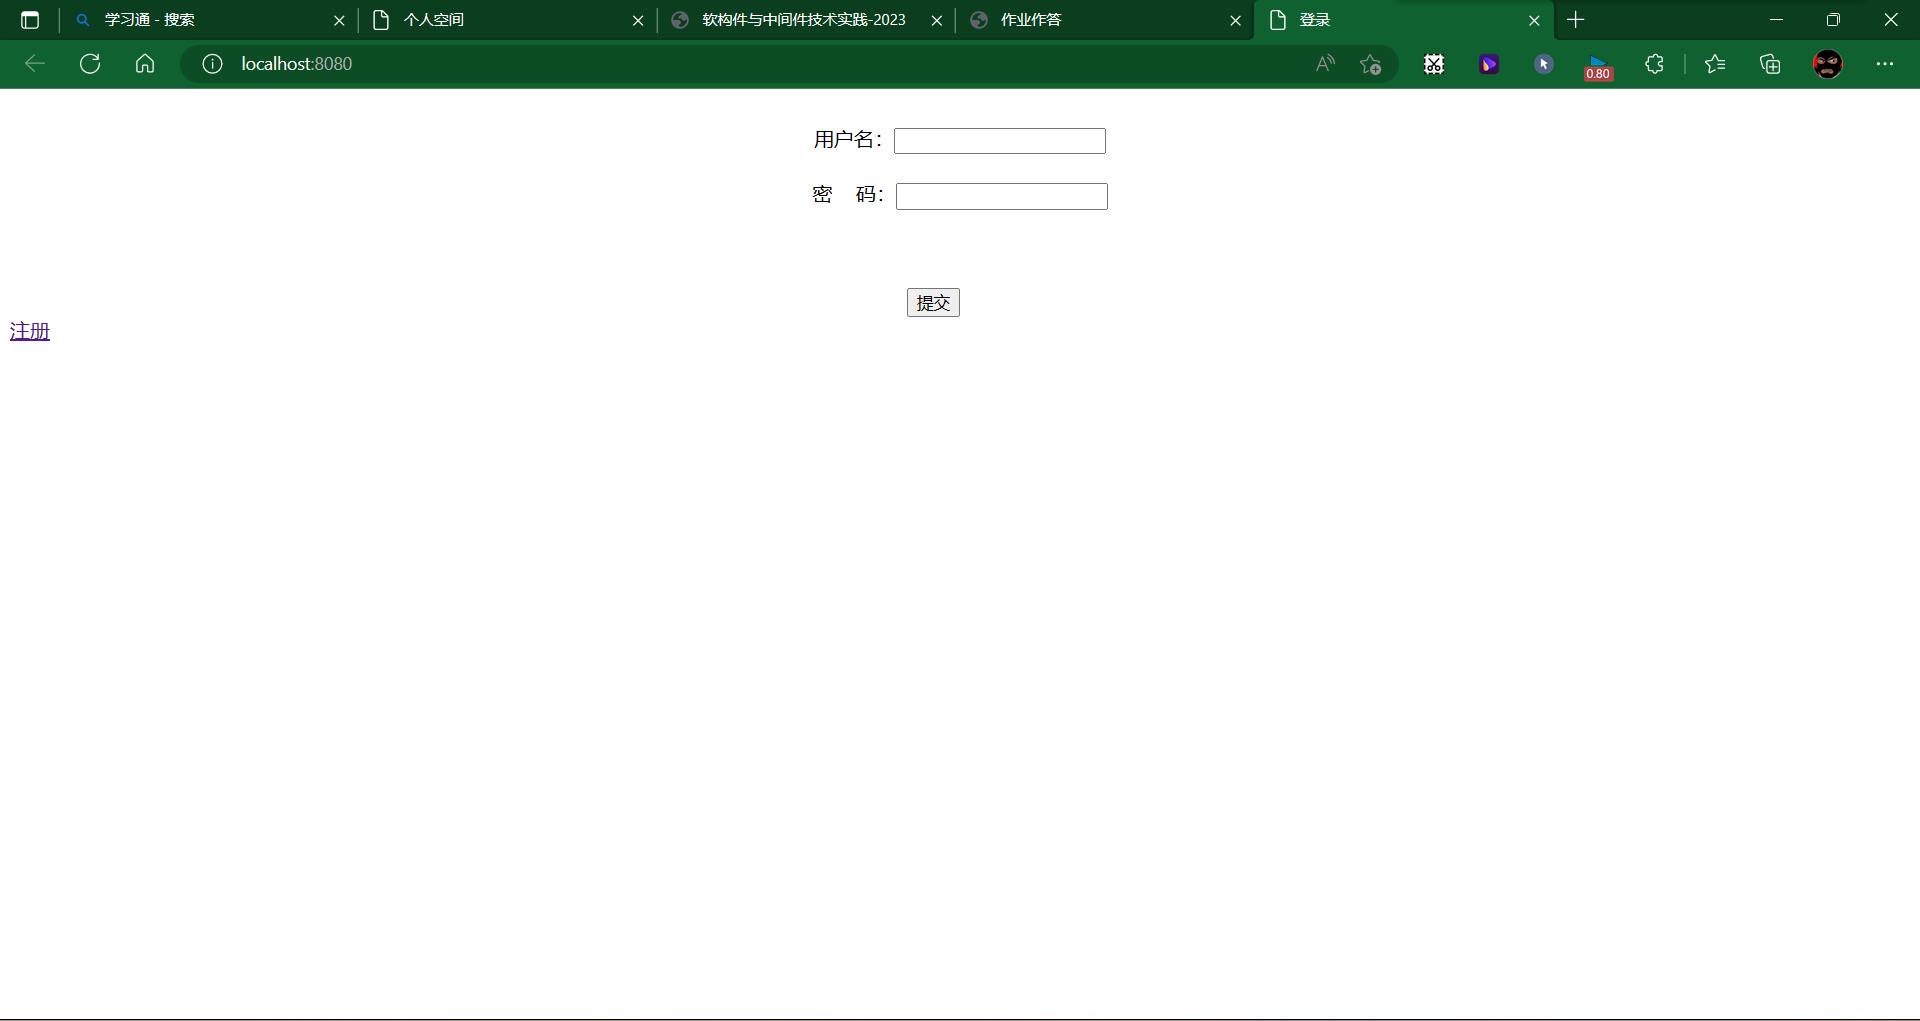 学习通 - 搜索
个人空间
软构件与中间件技术实践-2023
作业作答
登录
localhost:8080
0.80
用户名：
密 码：
提交
注册